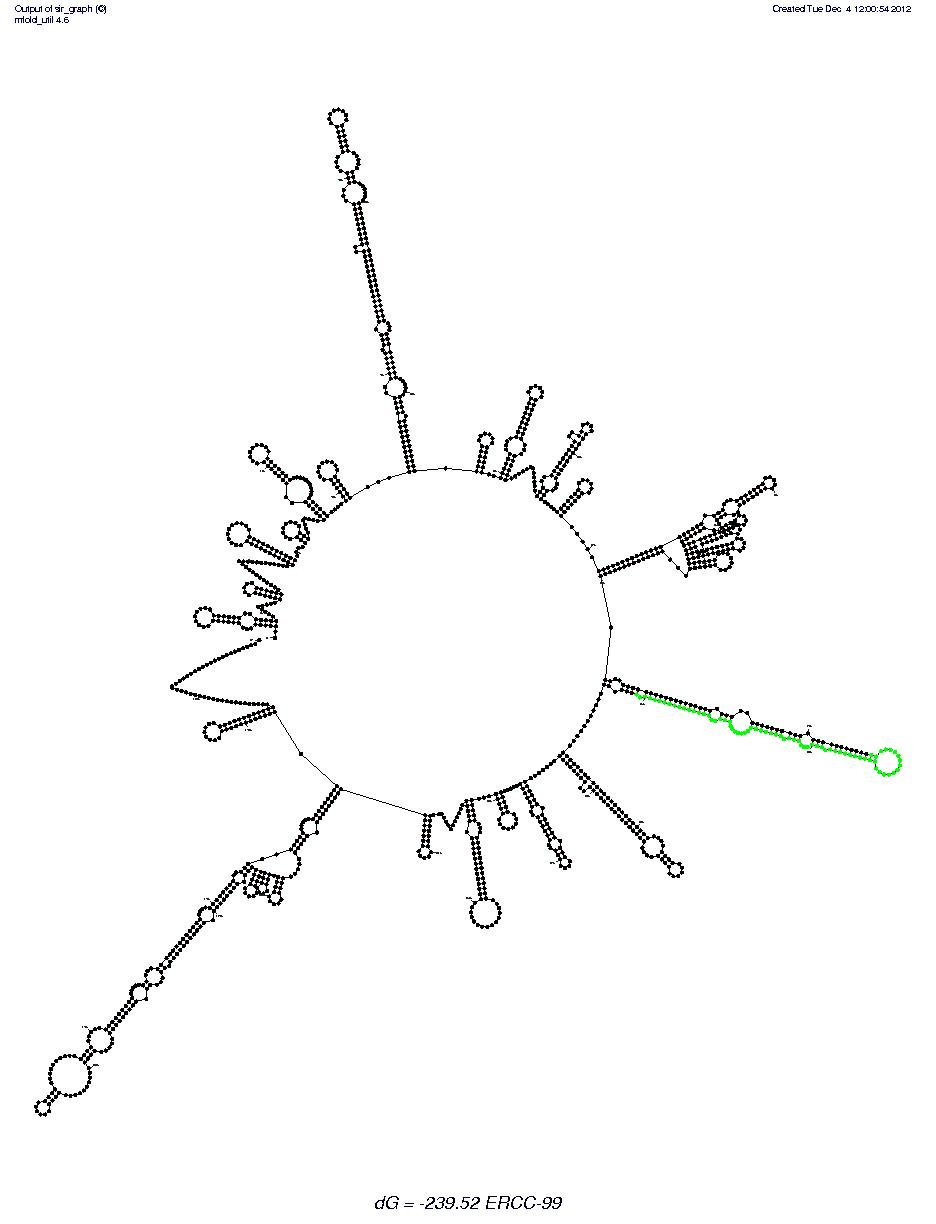 Output of sir_graph (©)
mfold_util 4.6
Created Tue Dec 4 12:00:54 2012
dG = -239.52 ERCC-99